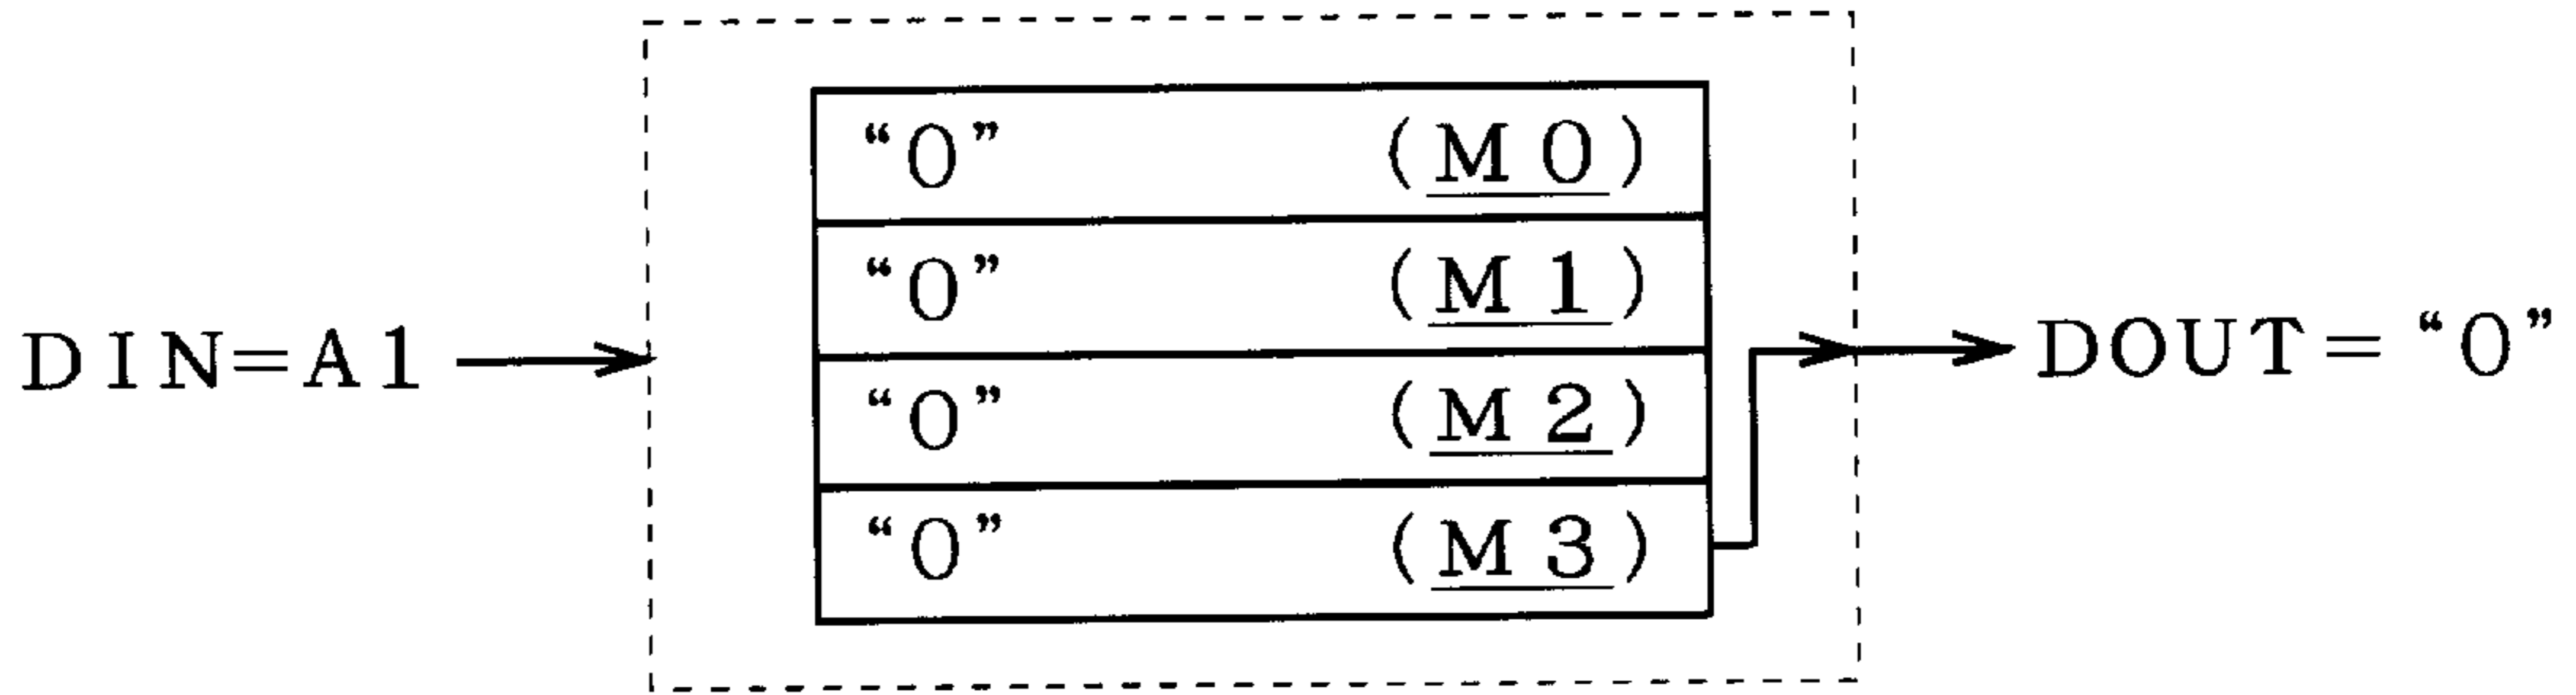 “0” (M0)
“0” (M1)
DIN=A1
DOUT=“0”
“0” (M2)
“0” (M3)